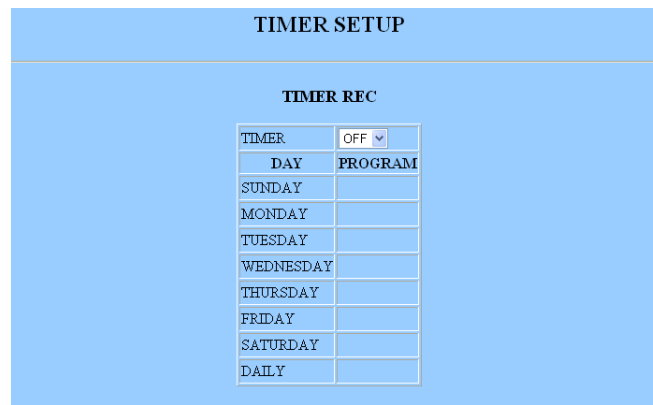 TIMER SETUP
TIMER REC
TIMER OFF
DAY PROGRAM
SUNDAY
MONDAY
TUESDAY
WEDNESDAY
THURSDAY
FRIDAY
SATURDAY
DAILY